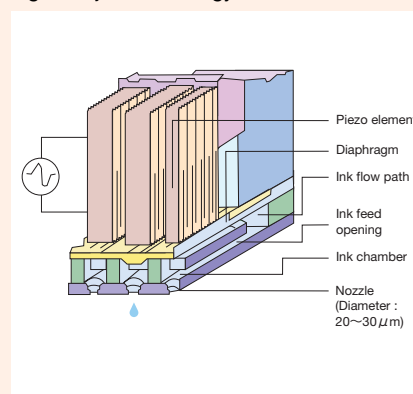 Piezo element
Diaphragm
Ink flow path
Ink feed
opening
Ink chamber
Nozzle
(Diameter :
20〜30μm)